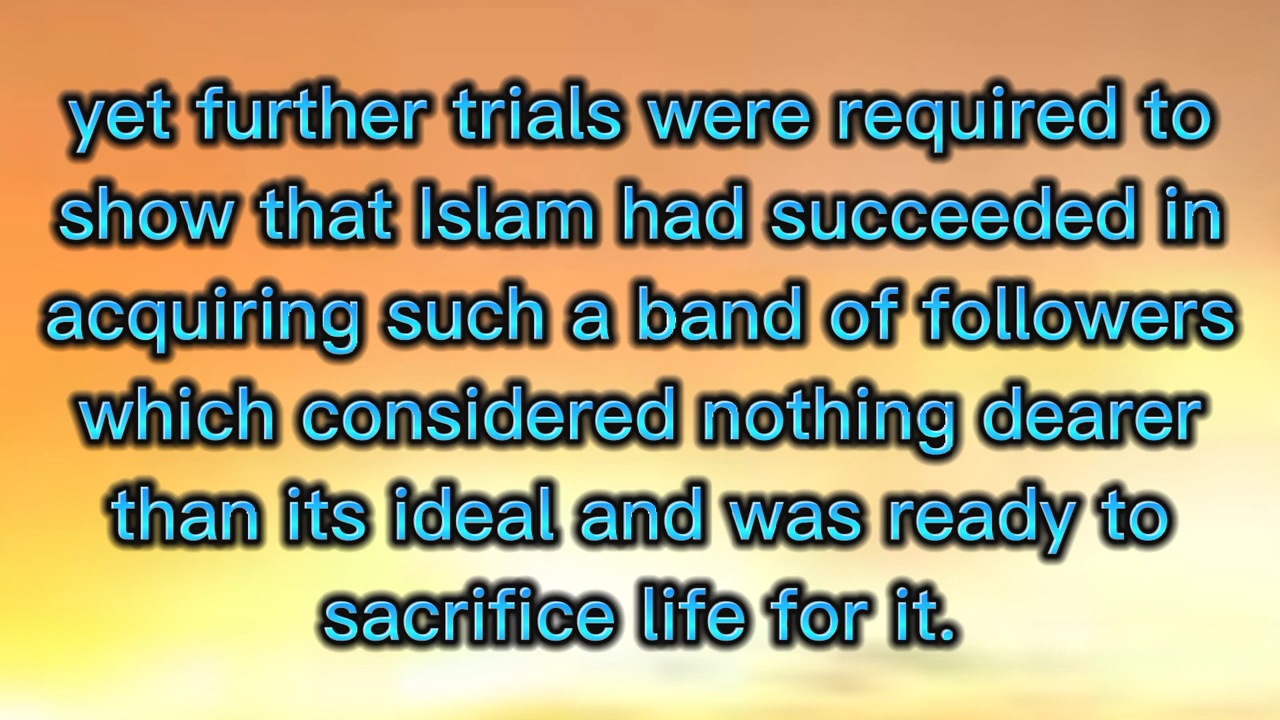 yet further trials were required to
show that Islam had succeeded in
acquiring such a band of followers
which considered nothing dearer
than its ideal and was ready to
sacrifice life for it.